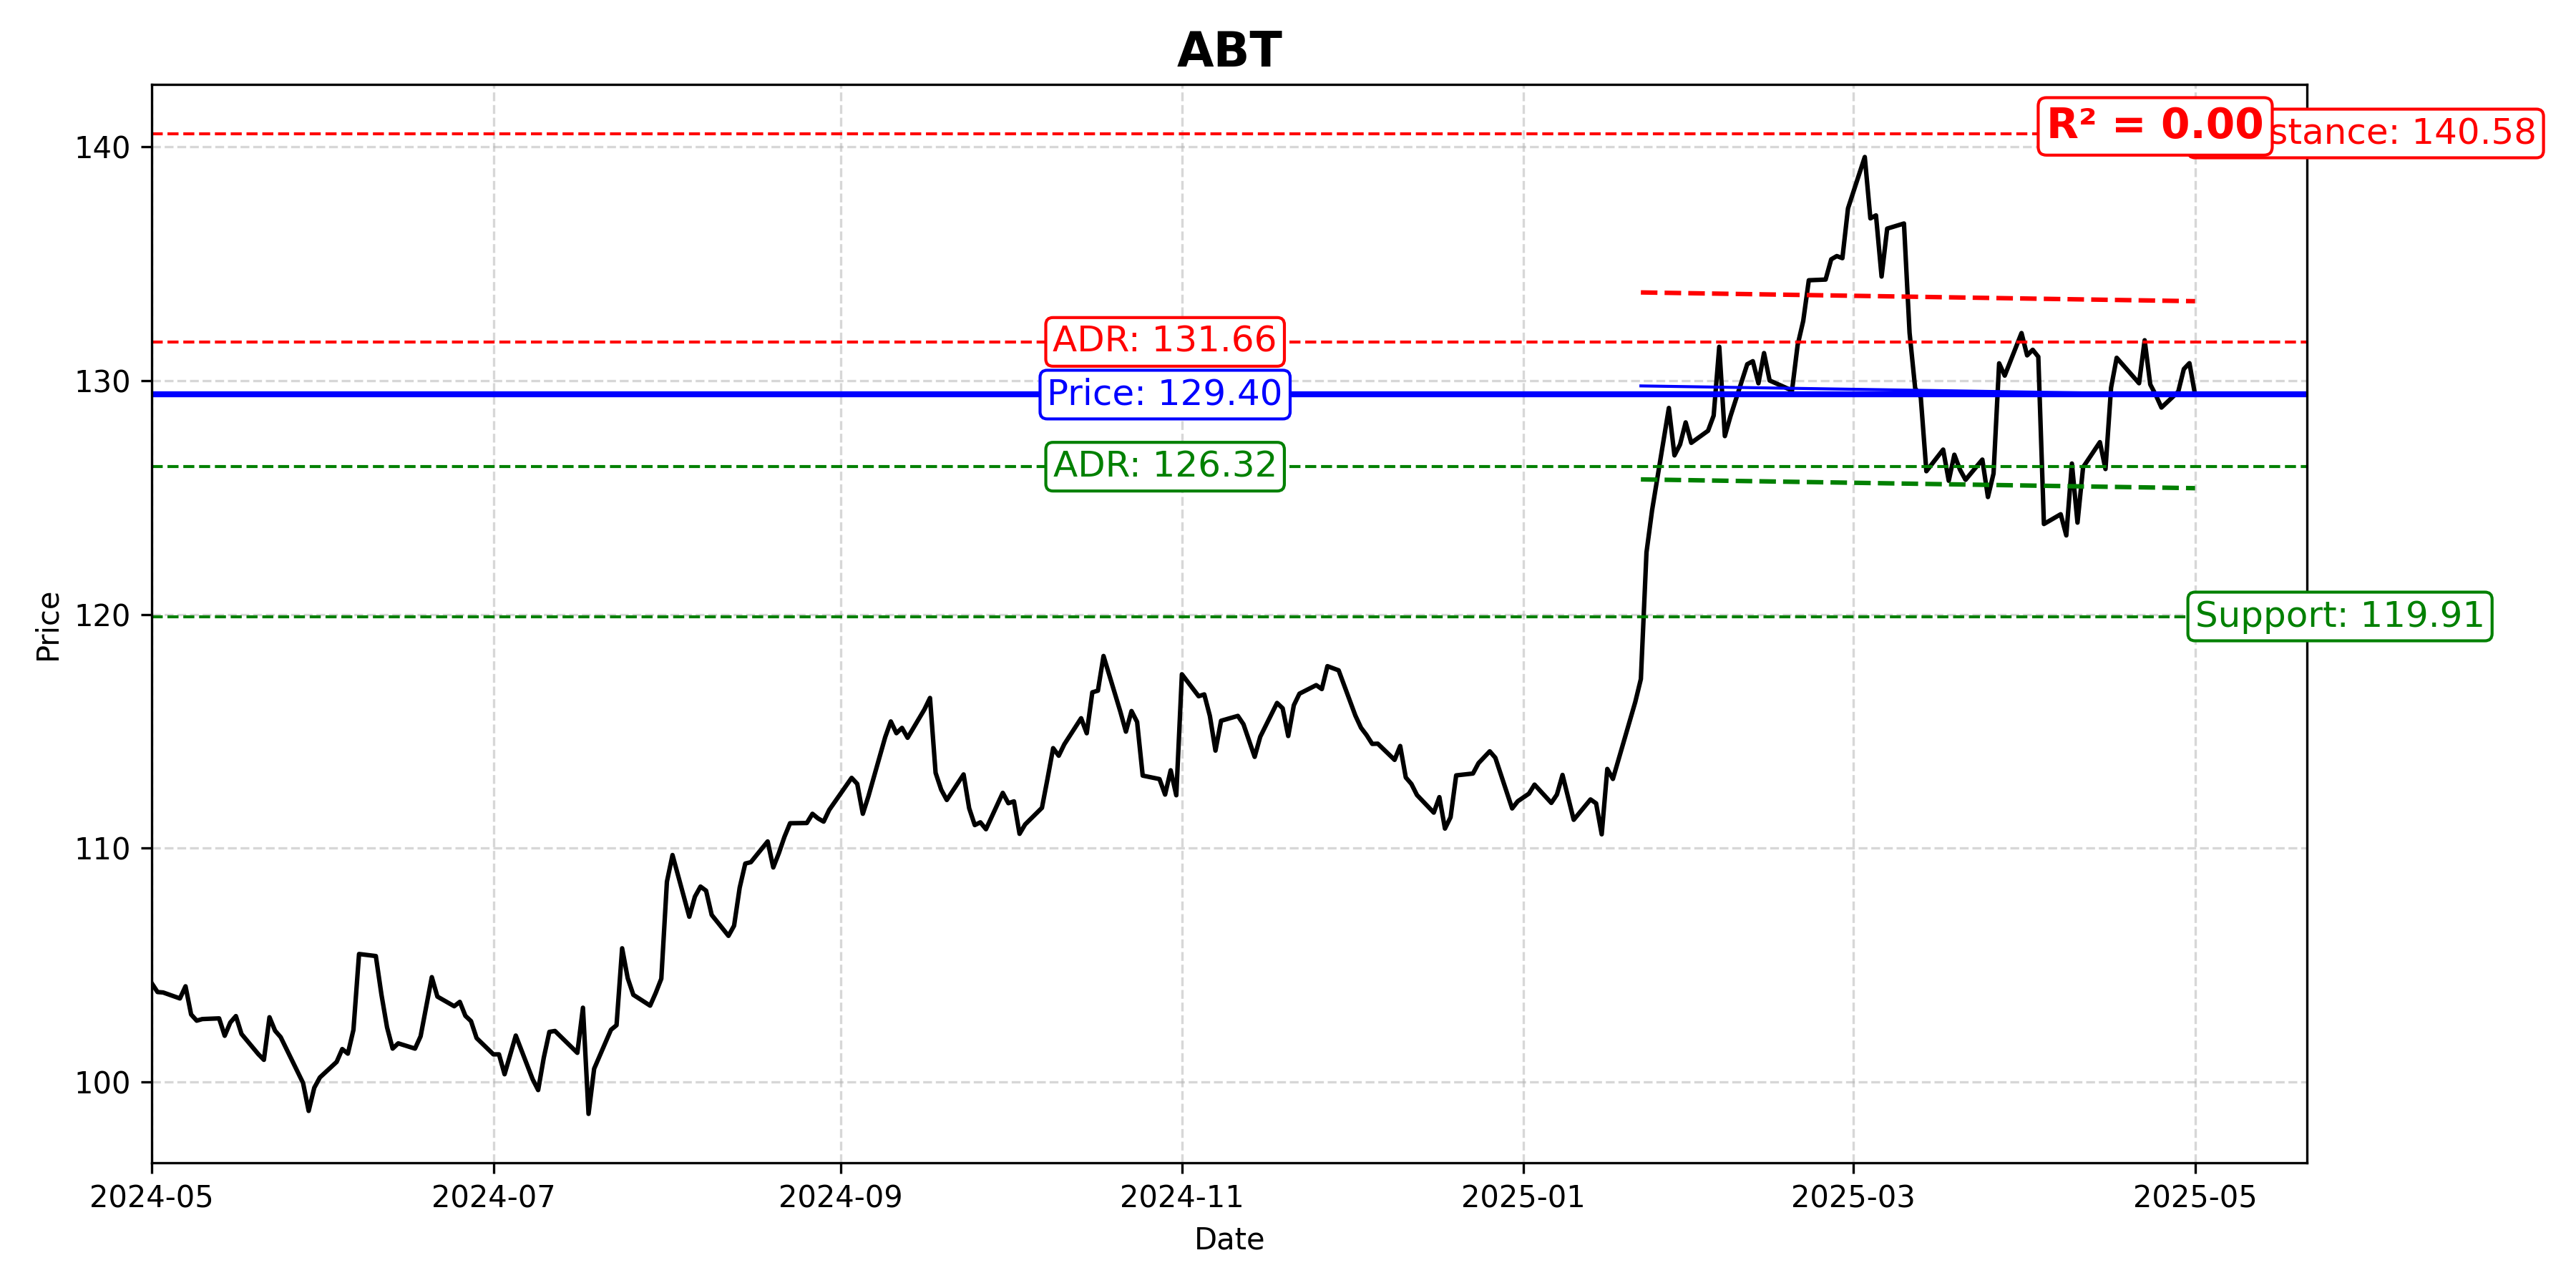 ABT
R² = 0.00
stance: 140.58
140
ADR: 131.66
130
Price: 129.40
ADR: 126.32
120
Support: 119.91
Price
110
100
2024-05
2024-07
2024-09
2024-11
2025-01
2025-03
2025-05
Date